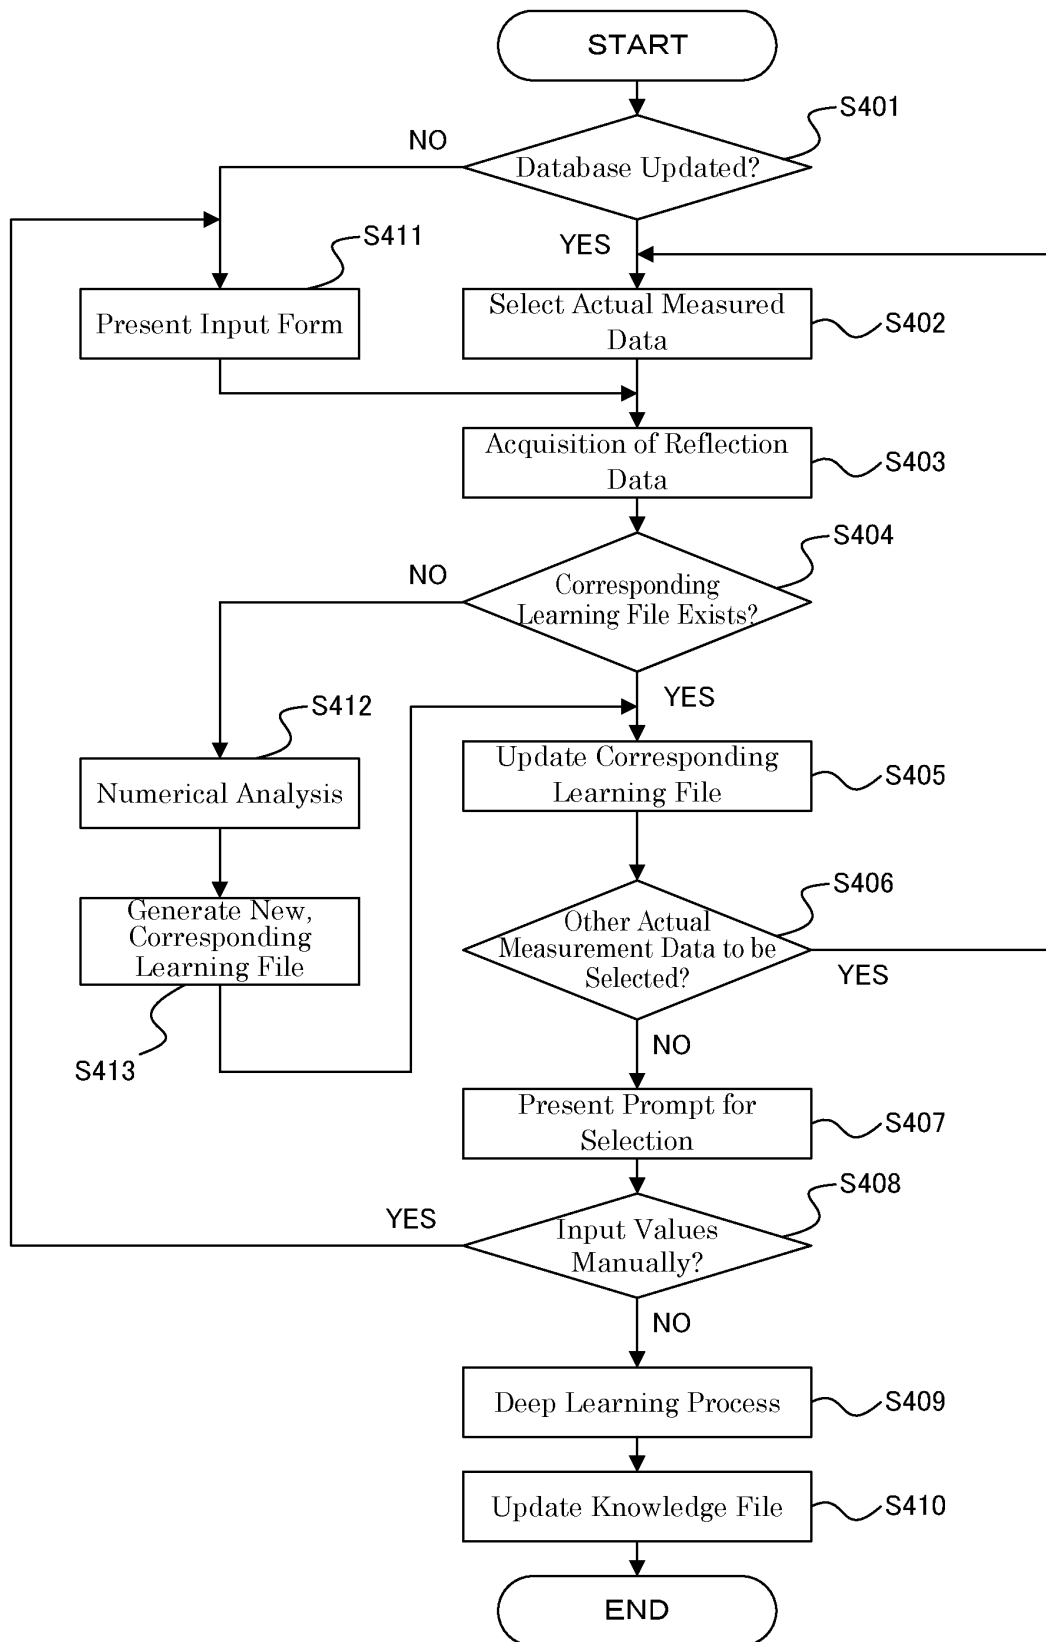 START
S401
NO
Database Updated?
YES
S411
Present Input Form
Select Actual Measured
Data
S402
Acquisition of Reflection
Data
S403
S404
NO
Corresponding
Learning File Exists?
YES
S412
Numerical Analysis
Update Corresponding
Learning File
S405
S406
Generate New,
Corresponding
Learning File
Other Actual
Measurement Data to be
Selected?
YES
S413
NO
Present Prompt for
Selection
S407
S408
YES
Input Values
Manually?
NO
Deep Learning Process
S409
Update Knowledge File
S410
END